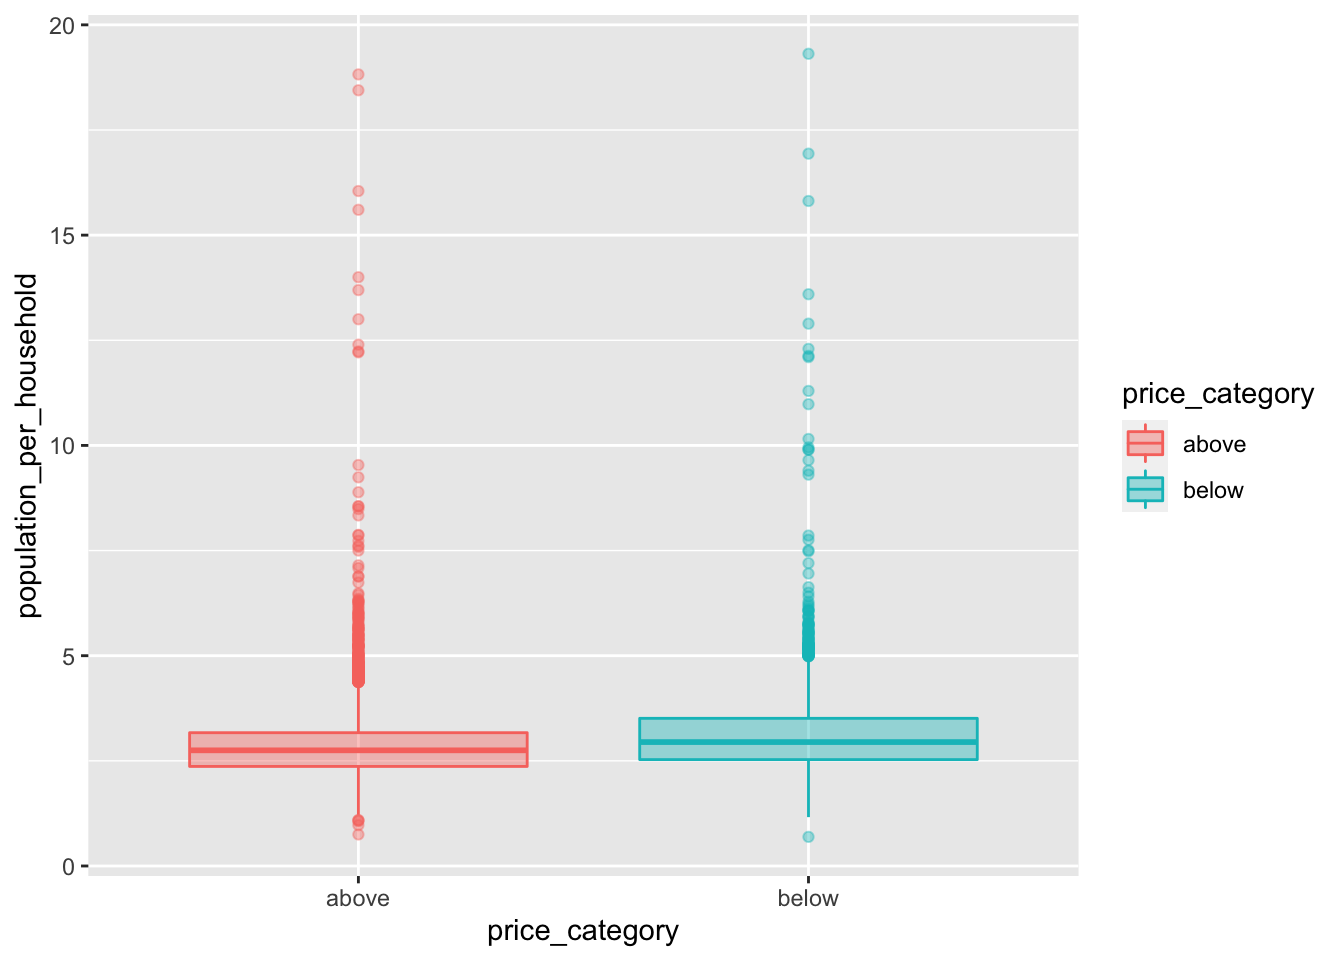 20
15
10
5
0
population_per_household
above
below
price_category
price_category
above
below